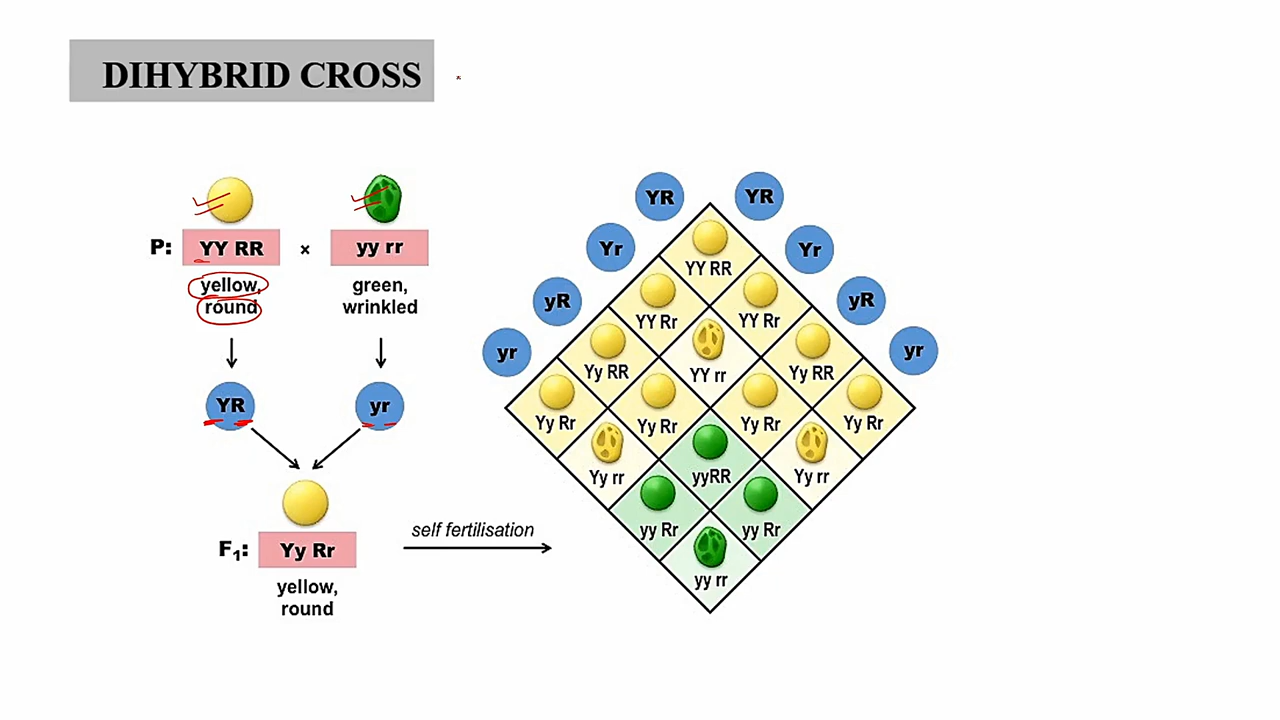 DIHYBRID CROSS
P: YY RR × yy rr
yellow, round
green, wrinkled
YR
yr
F₁: Yy Rr
yellow, round
self fertilisation
YR YR
Yr Yr
yR yR
yr yr
YY RR
YY Rr YY Rr
Yy RR YY rr Yy RR
Yy Rr Yy Rr Yy Rr Yy Rr
Yy rr yyRR Yy rr
yy Rr yy Rr
yy rr